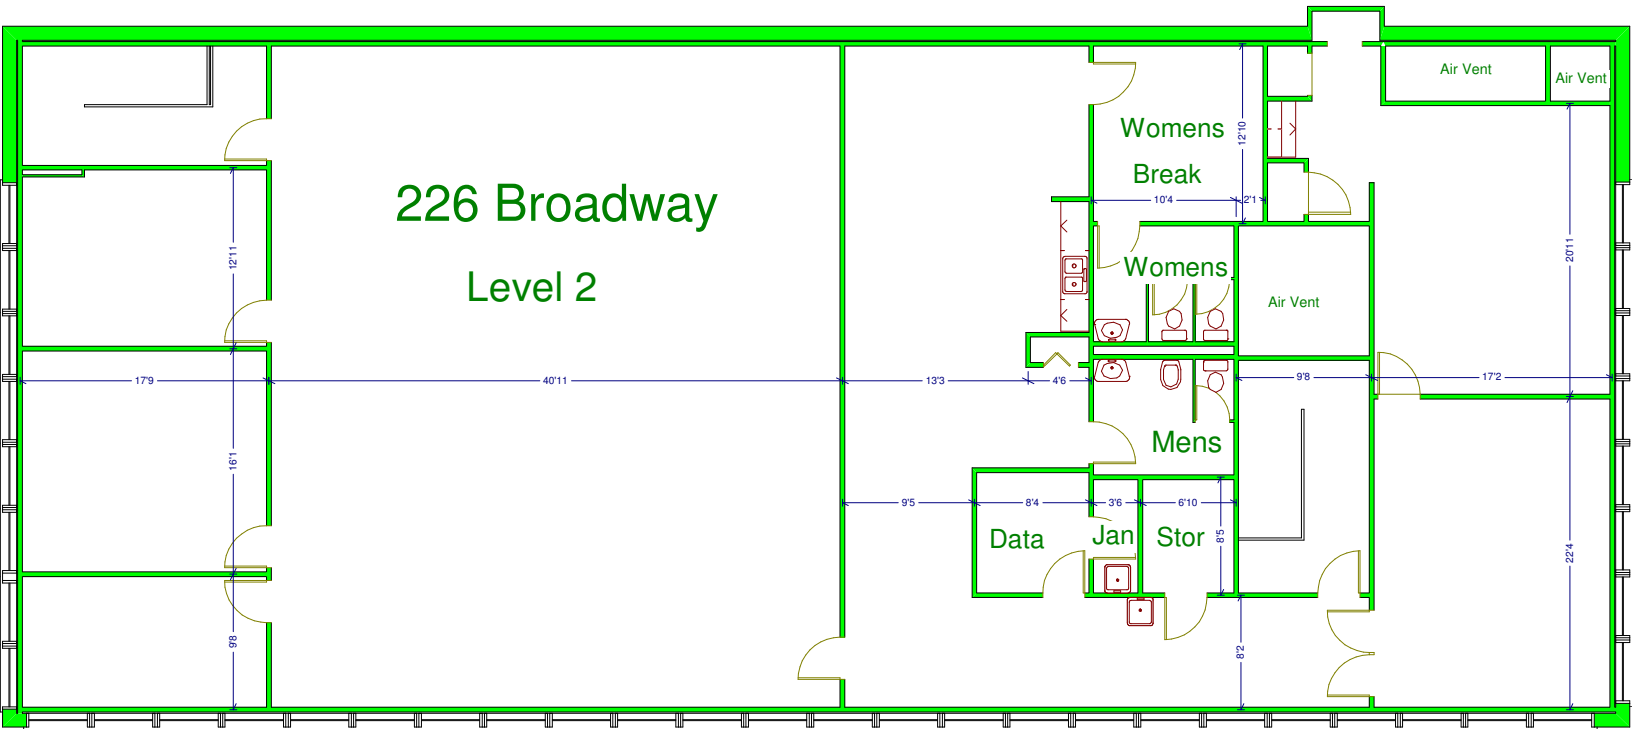 Air Vent
Air Vent
Womens
Break
12'10
10'4
2'1
226 Broadway
Level 2
12'11
20'11
Womens
Air Vent
17'9
40'11
13'3
4'6
9'8
17'2
16'1
Mens
9'5
8'4
3'6
6'10
Data
Jan
Stor
8'5
22'4
9'8
8'2